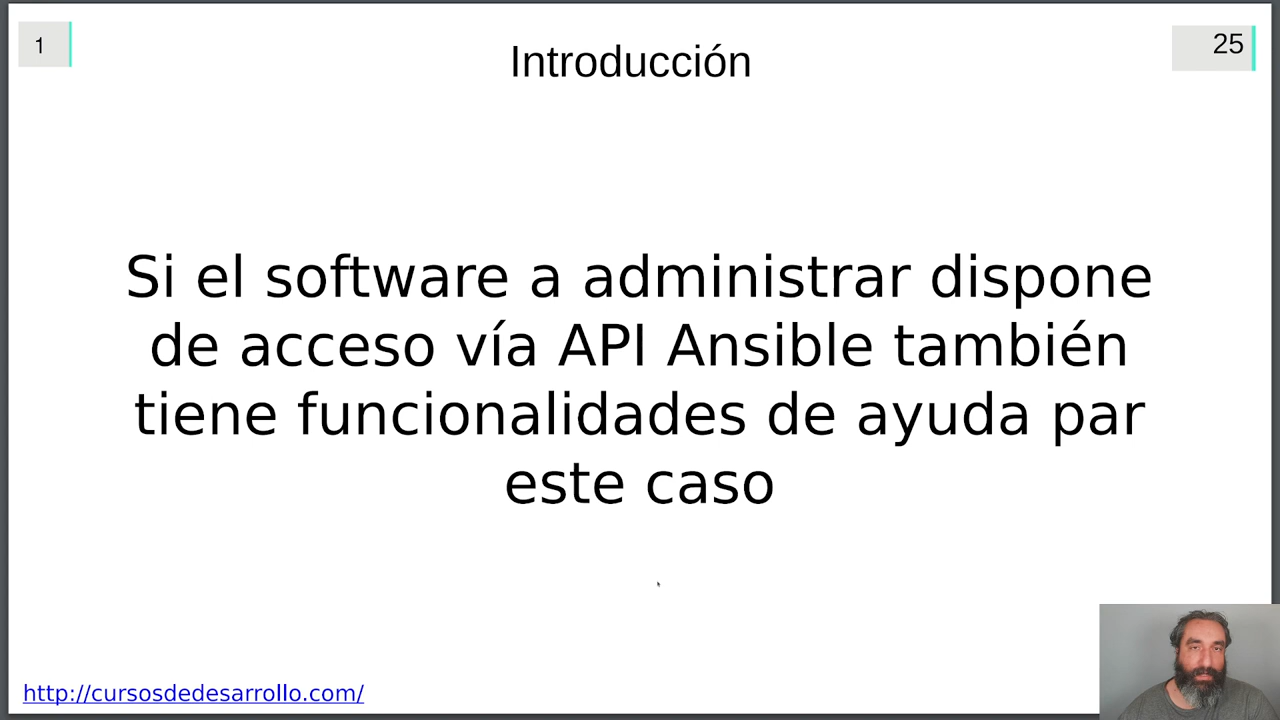 1
Introducción
25
Si el software a administrar dispone
de acceso vía API Ansible también
tiene funcionalidades de ayuda par
este caso
http://cursosdedesarrollo.com/